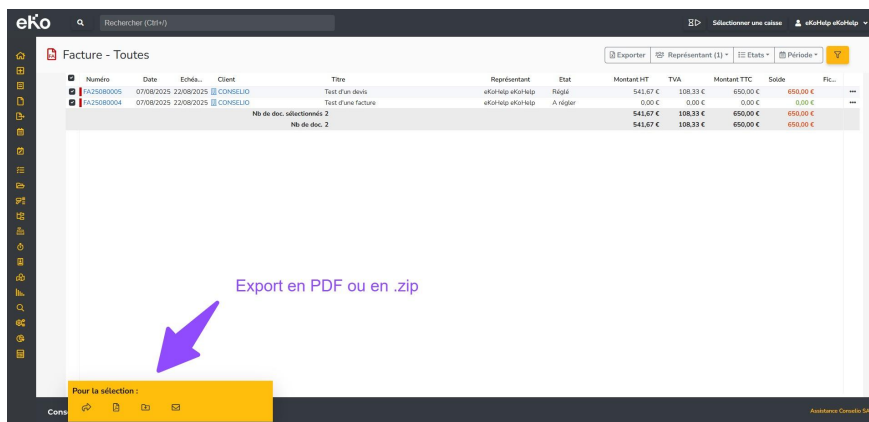 eko
Rechercher (Ctrl+/)
Sélectionner une caisse
eKoHelp eKoHelp
Facture - Toutes
Exporter
Représentant (1)
Etats
Période
Numéro Date Echéa... Client Titre Représentant Etat Montant HT TVA Montant TTC Solde Fic...
FA25080005 07/08/2025 22/08/2025 CONSELIO Test d'un devis eKoHelp eKoHelp Réglé 541,67 € 108,33 € 650,00 € 650,00 €
FA25080004 07/08/2025 22/08/2025 CONSELIO Test d'une facture eKoHelp eKoHelp A régler 0,00 € 0,00 € 0,00 € 0,00 €
Nb de doc. sélectionnés 2 541,67 € 108,33 € 650,00 € 650,00 €
Nb de doc. 2 541,67 € 108,33 € 650,00 € 650,00 €
Export en PDF ou en .zip
Pour la sélection :
Cons
Assistance Conselio SA